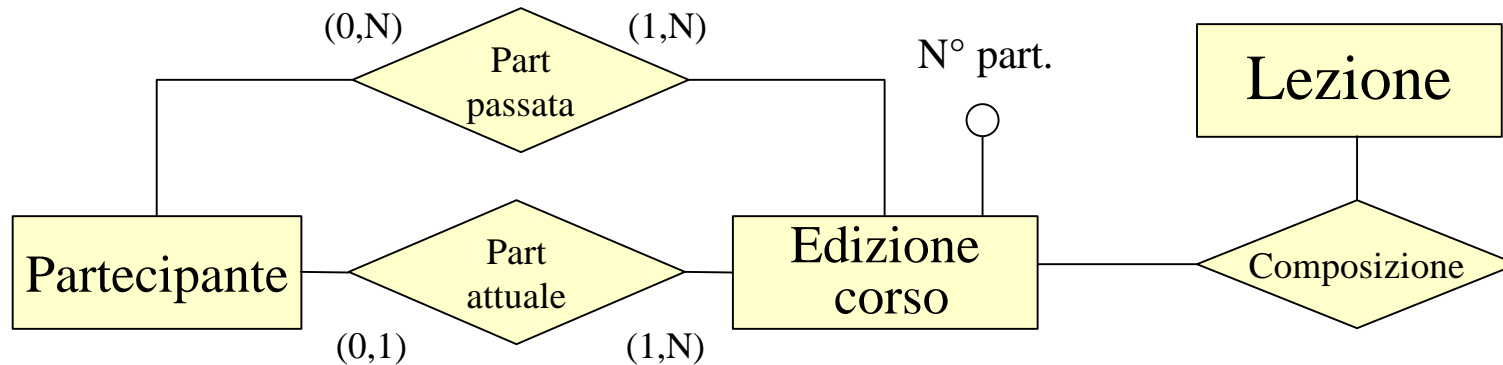 (0,N)
(1,N)
Part
passata
N° part.
Lezione
Partecipante
Part
attuale
Edizione
corso
Composizione
(0,1)
(1,N)